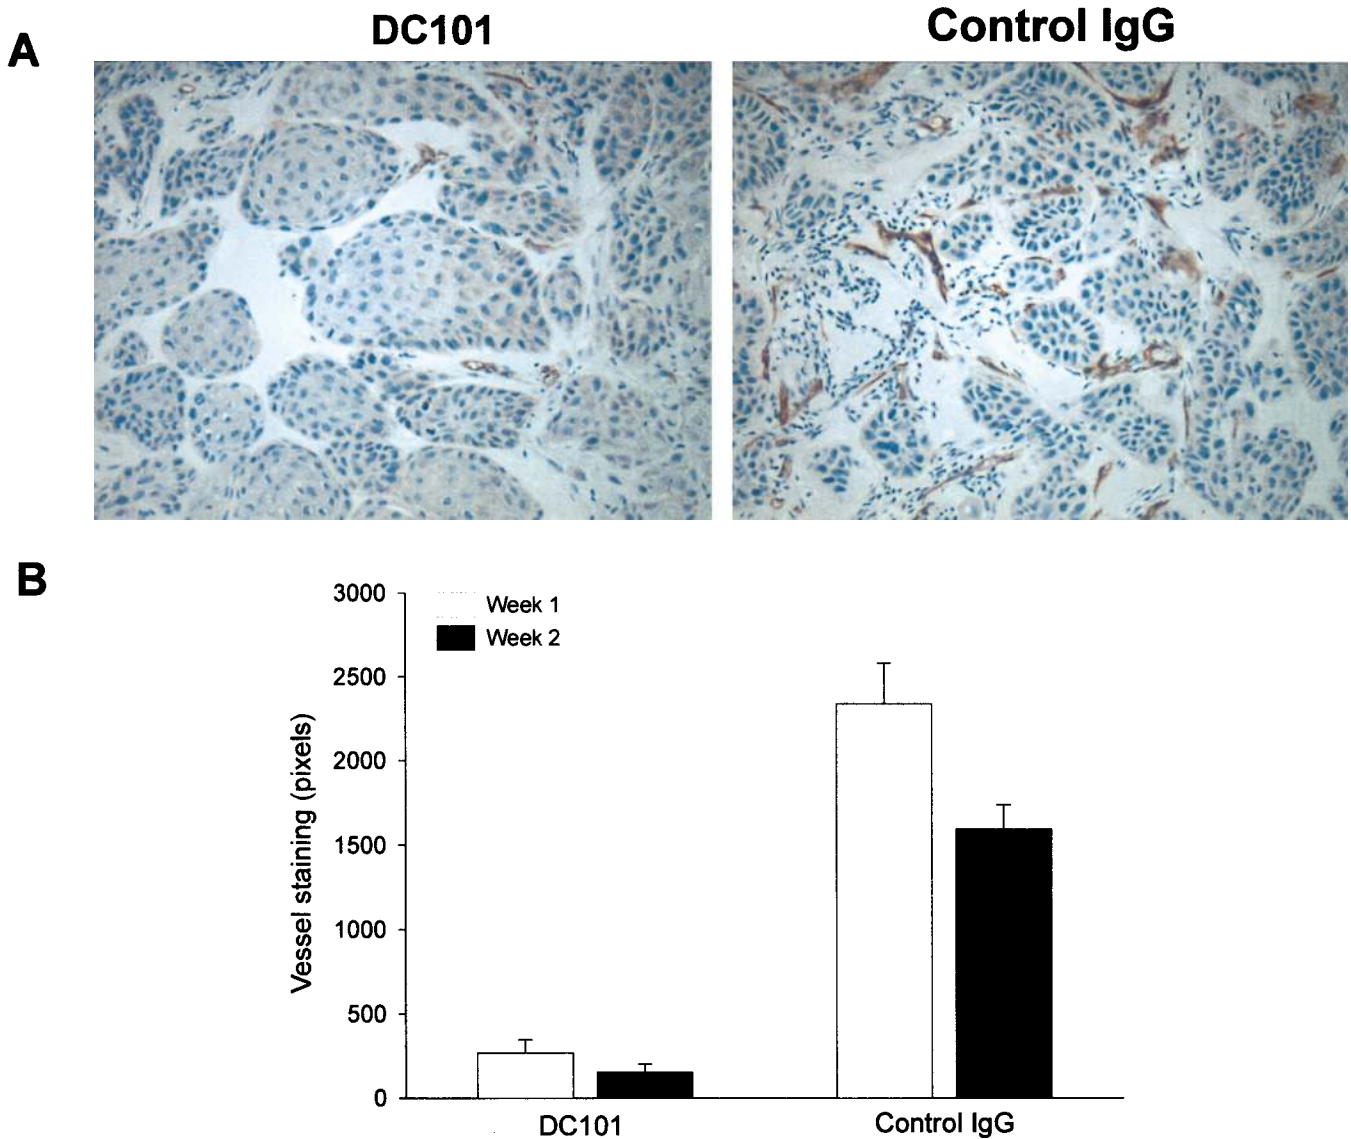 A
DC101
Control IgG
B
3000
2500
2000
1500
1000
500
0
Vessel staining (pixels)
Week 1
Week 2
DC101
Control IgG